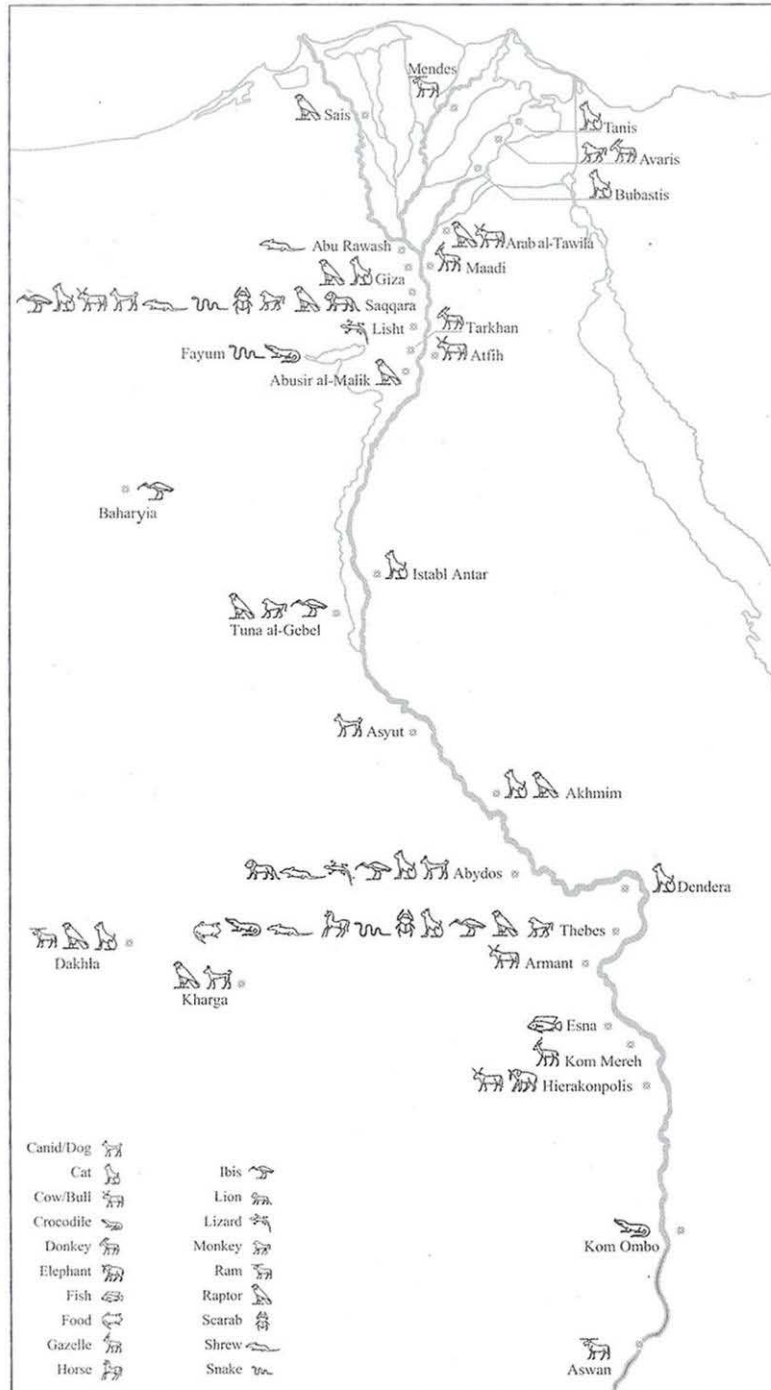 Mendes
Sais
Tanis
Avaris
Bubastis
Arab al-Tawila
Abu Rawash
Maadi
Giza
Saqqara
Lisht
Tarkhan
Fayum
Atfih
Abusir al-Malik
Baharyia
Istabl Antar
Tuna al-Gebel
Asyut
Akhmim
Abydos
Dendera
Thebes
Dakhla
Armant
Kharga
Esna
Kom Mereh
Hierakonpolis
Kom Ombo
Aswan
Canid/Dog
Cat
Cow/Bull
Crocodile
Donkey
Elephant
Fish
Food
Gazelle
Horse
Ibis
Lion
Lizard
Monkey
Ram
Raptor
Scarab
Shrew
Snake